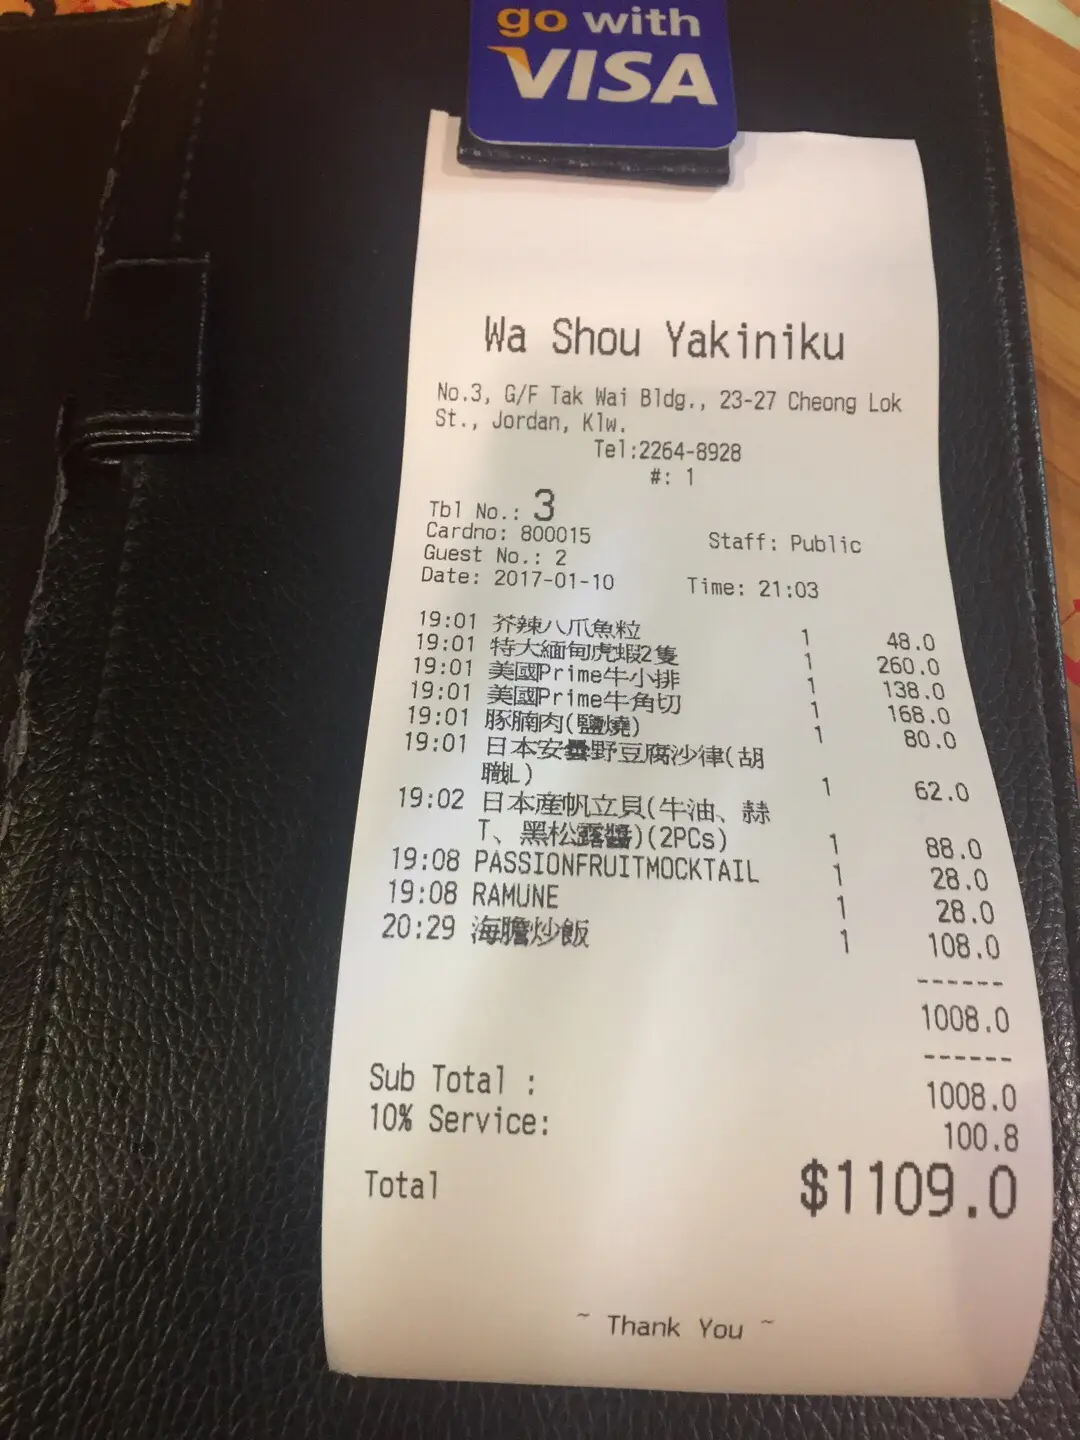 go with
VISA
Wa Shou Yakiniku
No.3, G/F Tak Wai Bldg., 23-27 Cheong Lok
St., Jordan, Klw.
Tel:2264-8928
#: 1
Tbl No.: 3
Cardno: 800015 Staff: Public
Guest No.: 2
Date: 2017-01-10 Time: 21:03
19:01 芥辣八爪魚粒 1 48.0
19:01 特大緬甸虎蝦2隻 1 260.0
19:01 美國Prime牛小排 1 138.0
19:01 美國Prime牛角切 1 168.0
19:01 豚腩肉(鹽燒) 1 80.0
19:01 日本安曇野豆腐沙律(胡
職L) 1 62.0
19:02 日本産帆立貝(牛油、蒜
T、黑松露醬)(2PCs) 1 88.0
19:08 PASSIONFRUITMOCKTAIL 1 28.0
19:08 RAMUNE 1 28.0
20:29 海膽炒飯 1 108.0
------
1008.0
------
Sub Total : 1008.0
10% Service: 100.8
Total $1109.0
~ Thank You ~